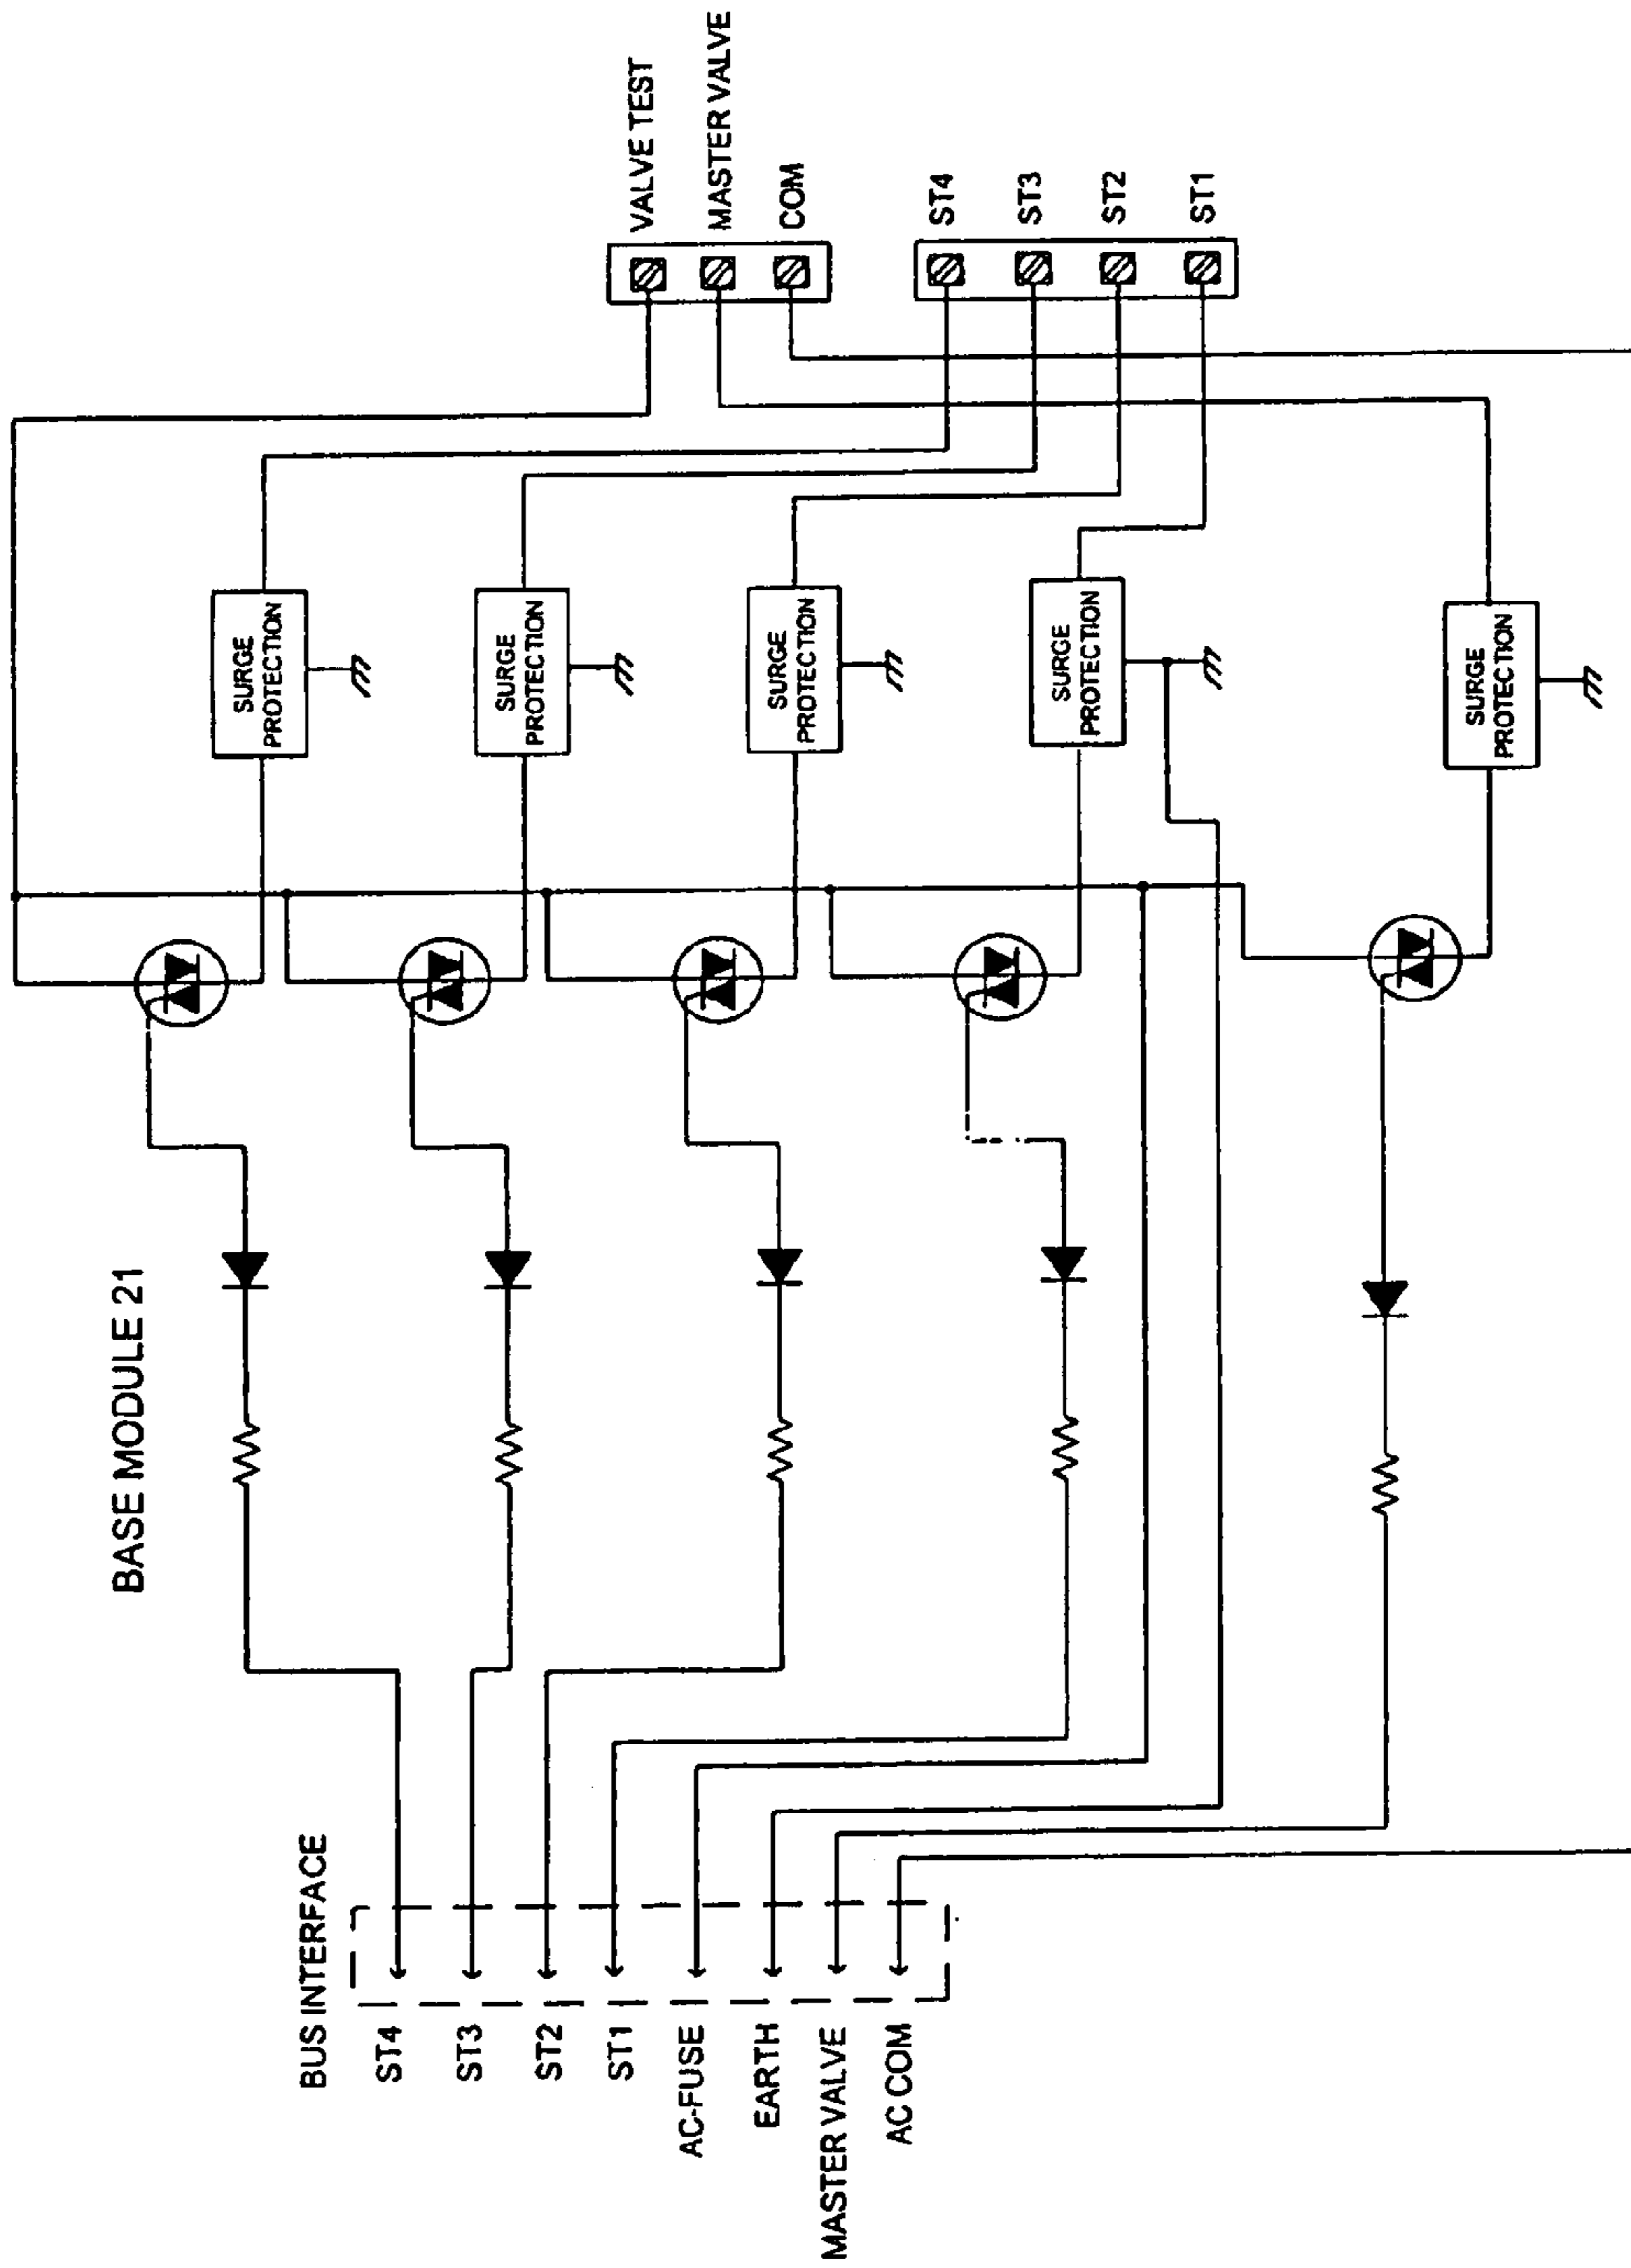 BASE MODULE 21
BUS INTERFACE
ST4
ST3
ST2
ST1
AC-FUSE
EARTH
MASTER VALVE
AC COM
SURGE
PROTECTION
SURGE
PROTECTION
SURGE
PROTECTION
SURGE
PROTECTION
SURGE
PROTECTION
VALVE TEST
MASTER VALVE
COM
ST4
ST3
ST2
ST1